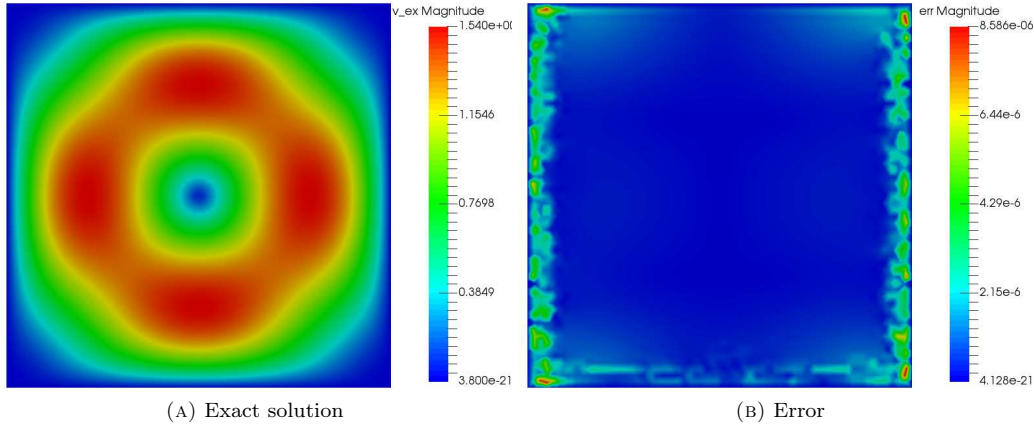 v_ex Magnitude
1.540e+00
1.1546
0.7698
0.3849
3.800e-21
(A) Exact solution
err Magnitude
8.586e-06
6.44e-6
4.29e-6
2.15e-6
4.128e-21
(B) Error